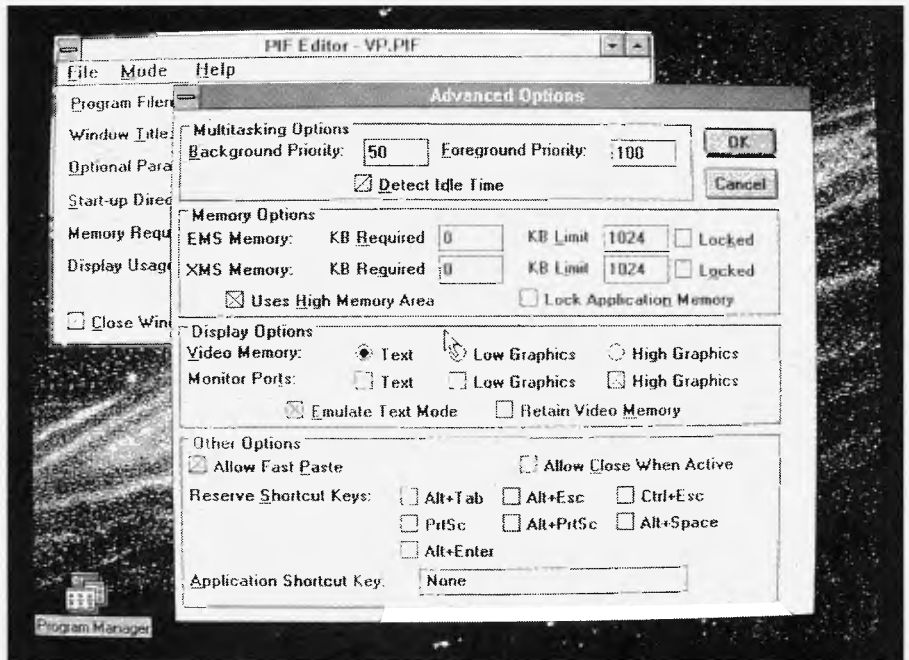 PIF Editor - VP.PIF
File Mode Help
Program Filen
Window Title:
Optional Para
Start-up Direc
Memory Requ
Display Usage
Close Win
Advanced Options
Multitasking Options
Background Priority: 50 Foreground Priority: 100
Detect Idle Time
OK
Cancel
Memory Options
EMS Memory: KB Required 0 KB Limit 1024 Locked
XMS Memory: KB Required 0 KB Limit 1024 Locked
Uses High Memory Area Lock Application Memory
Display Options
Video Memory: Text Low Graphics High Graphics
Monitor Ports: Text Low Graphics High Graphics
Emulate Text Mode Retain Video Memory
Other Options
Allow Fast Paste Allow Close When Active
Reserve Shortcut Keys: Alt+Tab Alt+Esc Ctrl+Esc
PrtSc Alt+PrtSc Alt+Space
Alt+Enter
Application Shortcut Key: None
Program Manager